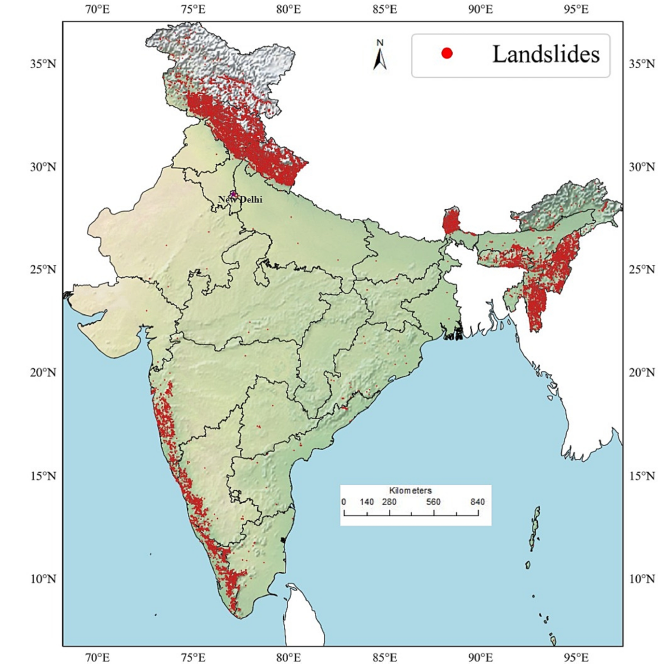 70°E 75°E 80°E 85°E 90°E 95°E
N
Landslides
35°N 35°N
30°N 30°N
New Delhi
25°N 25°N
20°N 20°N
15°N 15°N
Kilometers
0 140 280 560 840
10°N 10°N
70°E 75°E 80°E 85°E 90°E 95°E